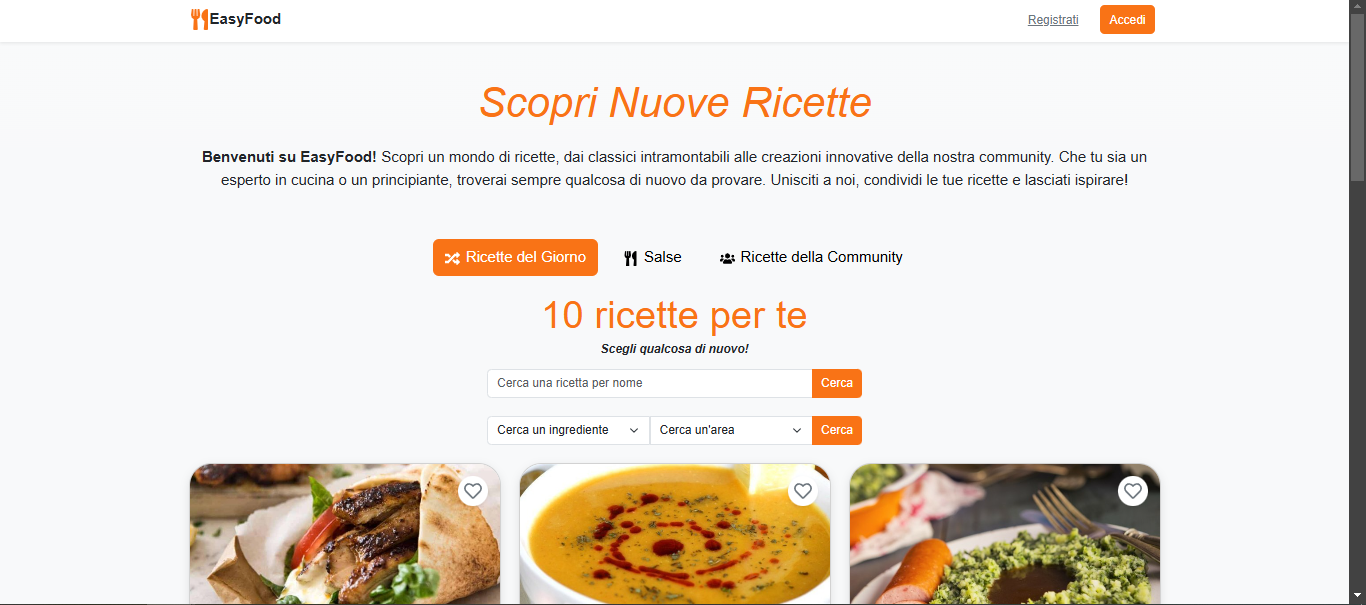 EasyFood
Registrati
Accedi
Scopri Nuove Ricette
Benvenuti su EasyFood! Scopri un mondo di ricette, dai classici intramontabili alle creazioni innovative della nostra community. Che tu sia un
esperto in cucina o un principiante, troverai sempre qualcosa di nuovo da provare. Unisciti a noi, condividi le tue ricette e lasciati ispirare!
Ricette del Giorno
Salse
Ricette della Community
10 ricette per te
Scegli qualcosa di nuovo!
Cerca una ricetta per nome
Cerca
Cerca un ingrediente
Cerca un'area
Cerca